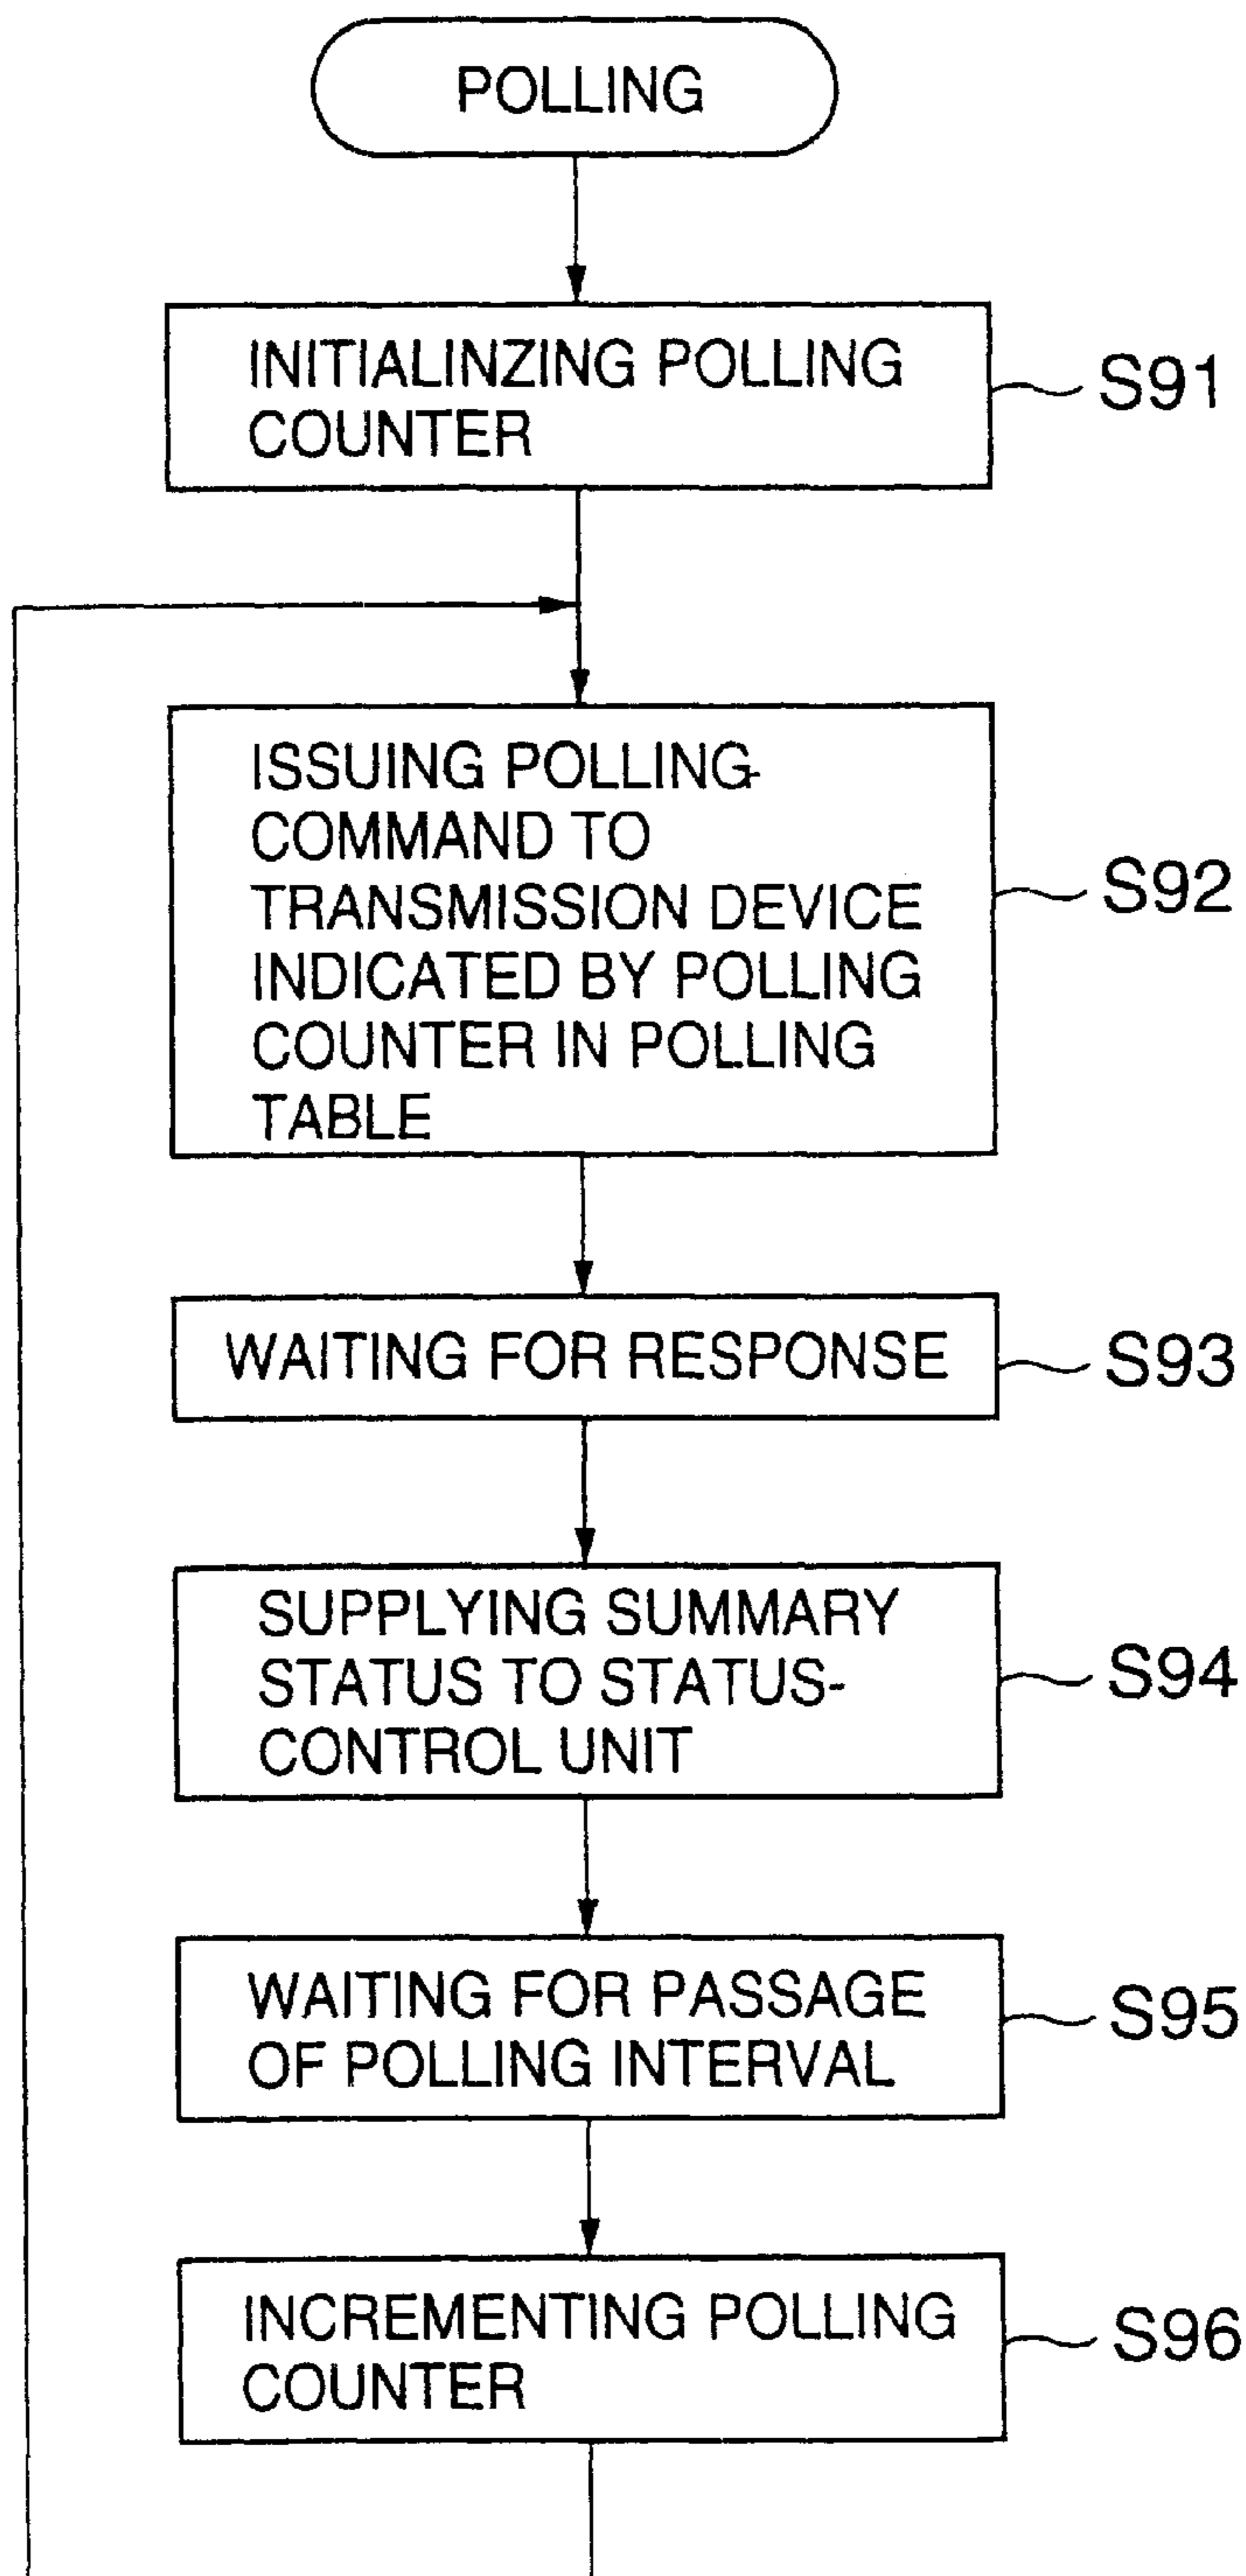 POLLING
INITIALINZING POLLING
COUNTER
S91
ISSUING POLLING-
COMMAND TO
TRANSMISSION DEVICE
INDICATED BY POLLING
COUNTER IN POLLING
TABLE
S92
WAITING FOR RESPONSE
S93
SUPPLYING SUMMARY
STATUS TO STATUS-
CONTROL UNIT
S94
WAITING FOR PASSAGE
OF POLLING INTERVAL
S95
INCREMENTING POLLING
COUNTER
S96